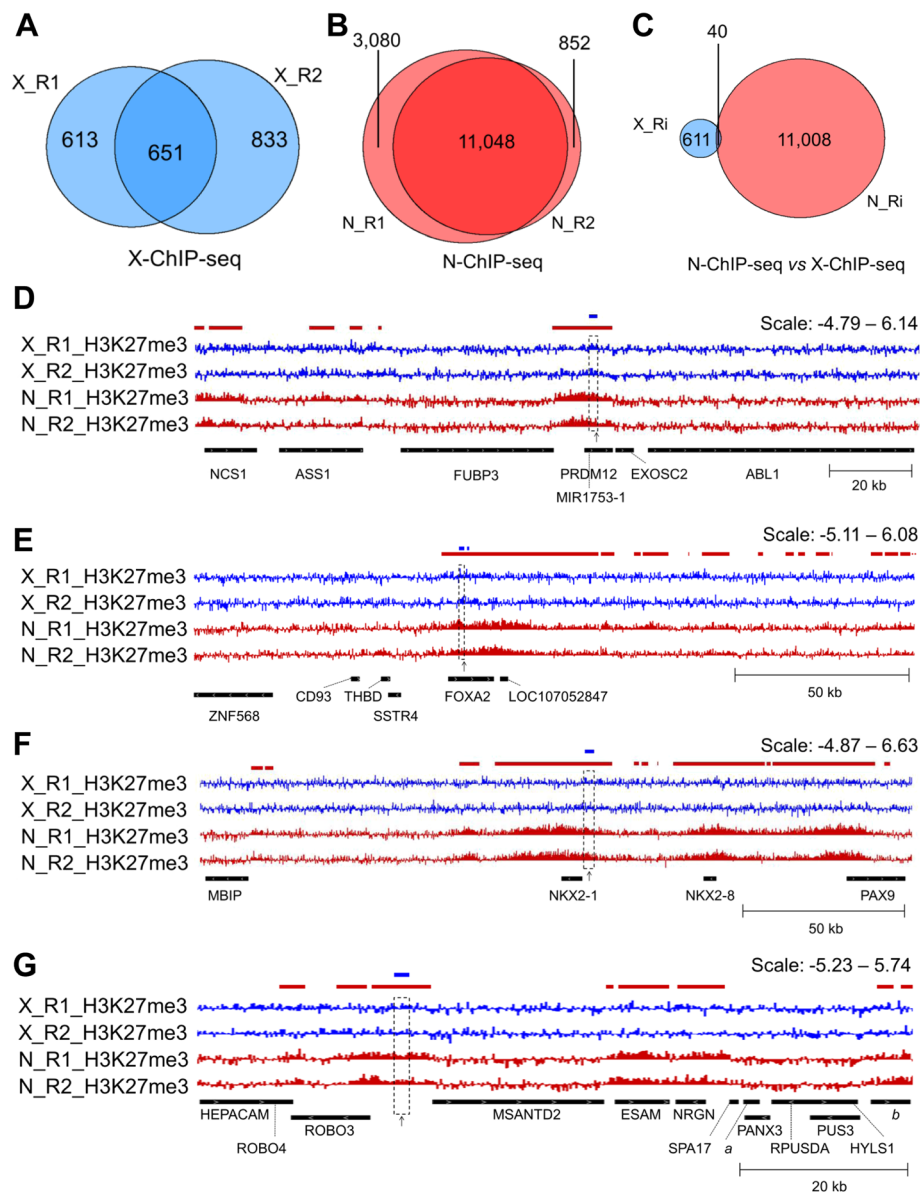 A
X_R1
X_R2
613
651
833
X-ChIP-seq
B
3,080
852
11,048
N_R1
N_R2
N-ChIP-seq
C
40
X_Ri
611
11,008
N_Ri
N-ChIP-seq vs X-ChIP-seq
D
Scale: -4.79 – 6.14
X_R1_H3K27me3
X_R2_H3K27me3
N_R1_H3K27me3
N_R2_H3K27me3
NCS1 ASS1 FUBP3 PRDM12 EXOSC2 ABL1
MIR1753-1
20 kb
E
Scale: -5.11 – 6.08
X_R1_H3K27me3
X_R2_H3K27me3
N_R1_H3K27me3
N_R2_H3K27me3
ZNF568 CD93 THBD FOXA2 LOC107052847
SSTR4
50 kb
F
Scale: -4.87 – 6.63
X_R1_H3K27me3
X_R2_H3K27me3
N_R1_H3K27me3
N_R2_H3K27me3
MBIP NKX2-1 NKX2-8 PAX9
50 kb
G
Scale: -5.23 – 5.74
X_R1_H3K27me3
X_R2_H3K27me3
N_R1_H3K27me3
N_R2_H3K27me3
HEPACAM MSANTD2 ESAM NRGN b
ROBO4 ROBO3 SPA17 a PANX3 RPUSDA PUS3 HYLS1
20 kb